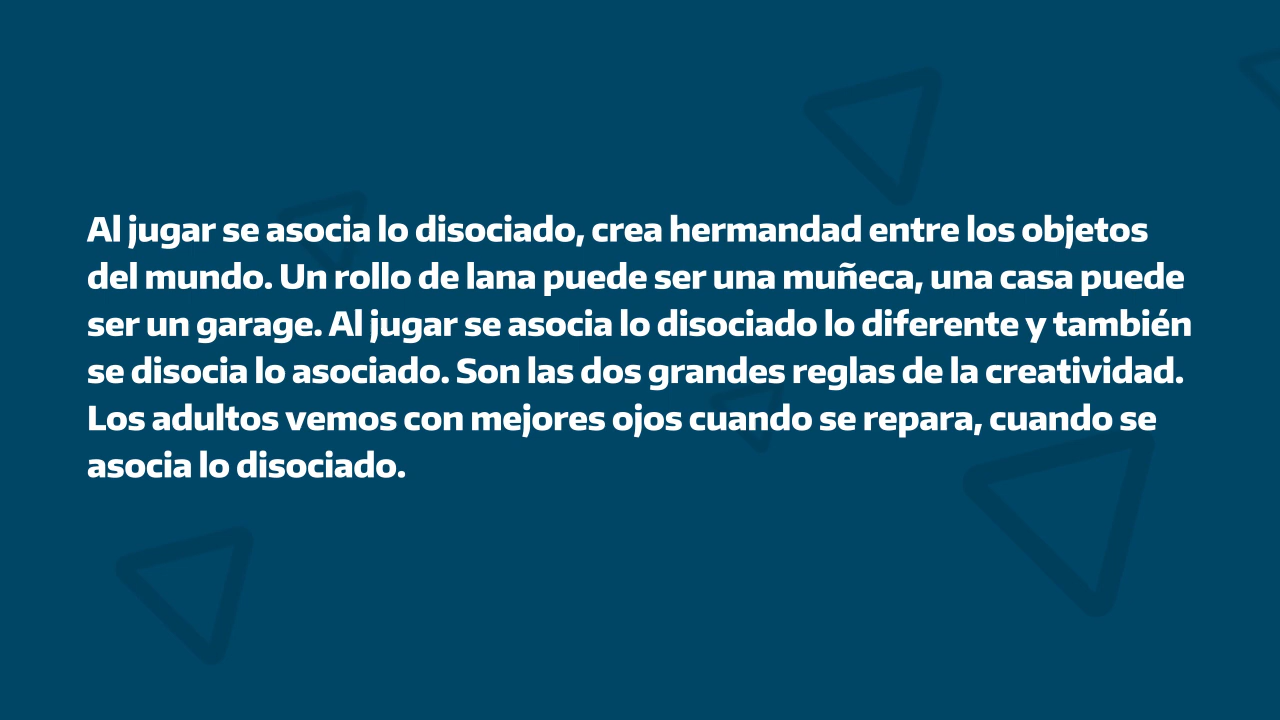 Al jugar se asocia lo disociado, crea hermandad entre los objetos
del mundo. Un rollo de lana puede ser una muñeca, una casa puede
ser un garage. Al jugar se asocia lo disociado lo diferente y también
se disocia lo asociado. Son las dos grandes reglas de la creatividad.
Los adultos vemos con mejores ojos cuando se repara, cuando se
asocia lo disociado.